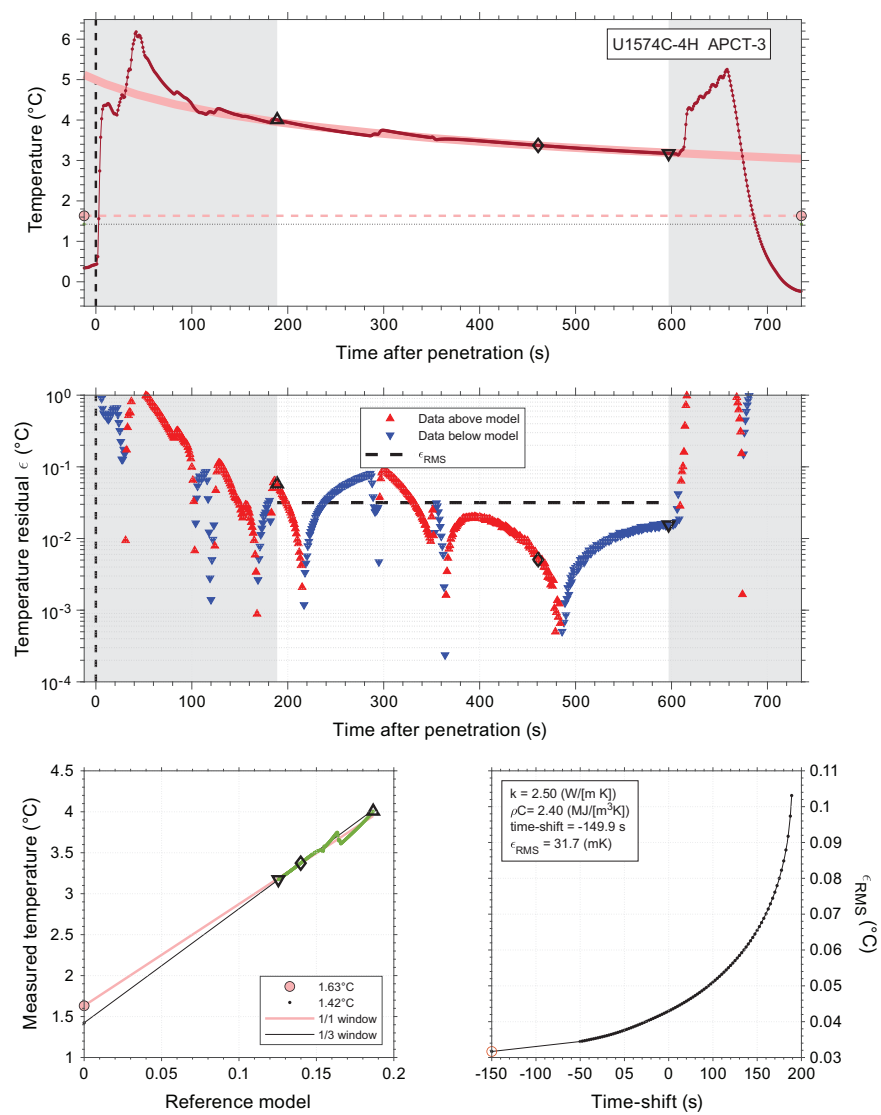 U1574C-4H APCT-3
6
5
4
3
2
1
0
Temperature (°C)
0 100 200 300 400 500 600 700
Time after penetration (s)
10^0
10^-1
10^-2
10^-3
10^-4
Temperature residual ϵ (°C)
Data above model
Data below model
ϵRMS
0 100 200 300 400 500 600 700
Time after penetration (s)
4.5
4
3.5
3
2.5
2
1.5
1
Measured temperature (°C)
1.63°C
1.42°C
1/1 window
1/3 window
0 0.05 0.1 0.15 0.2
Reference model
k = 2.50 (W/[m K])
ρC= 2.40 (MJ/[m^3K])
time-shift = -149.9 s
ϵRMS = 31.7 (mK)
0.11
0.1
0.09
0.08
0.07
0.06
0.05
0.04
0.03
ϵRMS (°C)
-150 -100 -50 05 0 100 150 200
Time-shift (s)